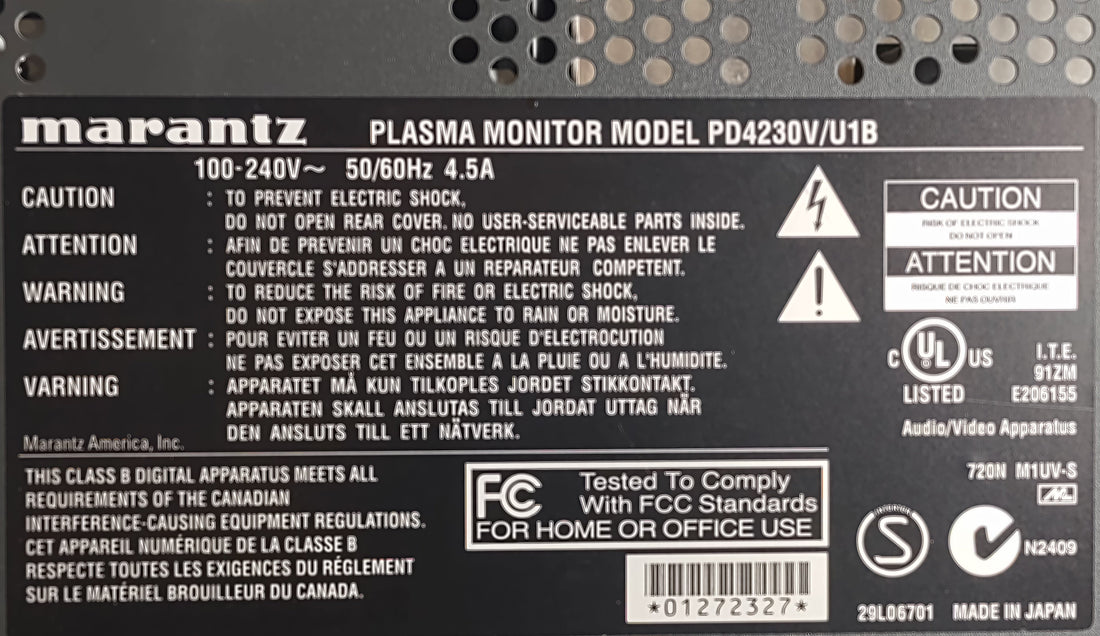 marantz PLASMA MONITOR MODEL PD4230V/U1B
100-240V~ 50/60Hz 4.5A
CAUTION : TO PREVENT ELECTRIC SHOCK,
DO NOT OPEN REAR COVER. NO USER-SERVICEABLE PARTS INSIDE.
ATTENTION : AFIN DE PREVENIR UN CHOC ELECTRIQUE NE PAS ENLEVER LE
COUVERCLE S'ADDRESSER A UN REPARATEUR COMPETENT.
WARNING : TO REDUCE THE RISK OF FIRE OR ELECTRIC SHOCK,
DO NOT EXPOSE THIS APPLIANCE TO RAIN OR MOISTURE.
AVERTISSEMENT : POUR EVITER UN FEU OU UN RISQUE D'ELECTROCUTION
NE PAS EXPOSER CET ENSEMBLE A LA PLUIE OU A L'HUMIDITE.
VARNING : APPARATET MÅ KUN TILKOPLES JORDET STIKKONTAKT.
APPARATEN SKALL ANSLUTAS TILL JORDAT UTTAG NÄR
DEN ANSLUTS TILL ETT NÄTVERK.
Marantz America, Inc.
CAUTION
RISK OF ELECTRIC SHOCK
DO NOT OPEN
ATTENTION
RISQUE DE CHOC ELECTRIQUE
NE PAS OUVRIR
C UL US
LISTED
I.T.E.
91ZM
E206155
Audio/Video Apparatus
THIS CLASS B DIGITAL APPARATUS MEETS ALL
REQUIREMENTS OF THE CANADIAN
INTERFERENCE-CAUSING EQUIPMENT REGULATIONS.
CET APPAREIL NUMÉRIQUE DE LA CLASSE B
RESPECTE TOUTES LES EXIGENCES DU RÉGLEMENT
SUR LE MATÉRIEL BROUILLEUR DU CANADA.
FC Tested To Comply
With FCC Standards
FOR HOME OR OFFICE USE
*01272327*
720N M1UV-S
S
N2409
29L06701 MADE IN JAPAN